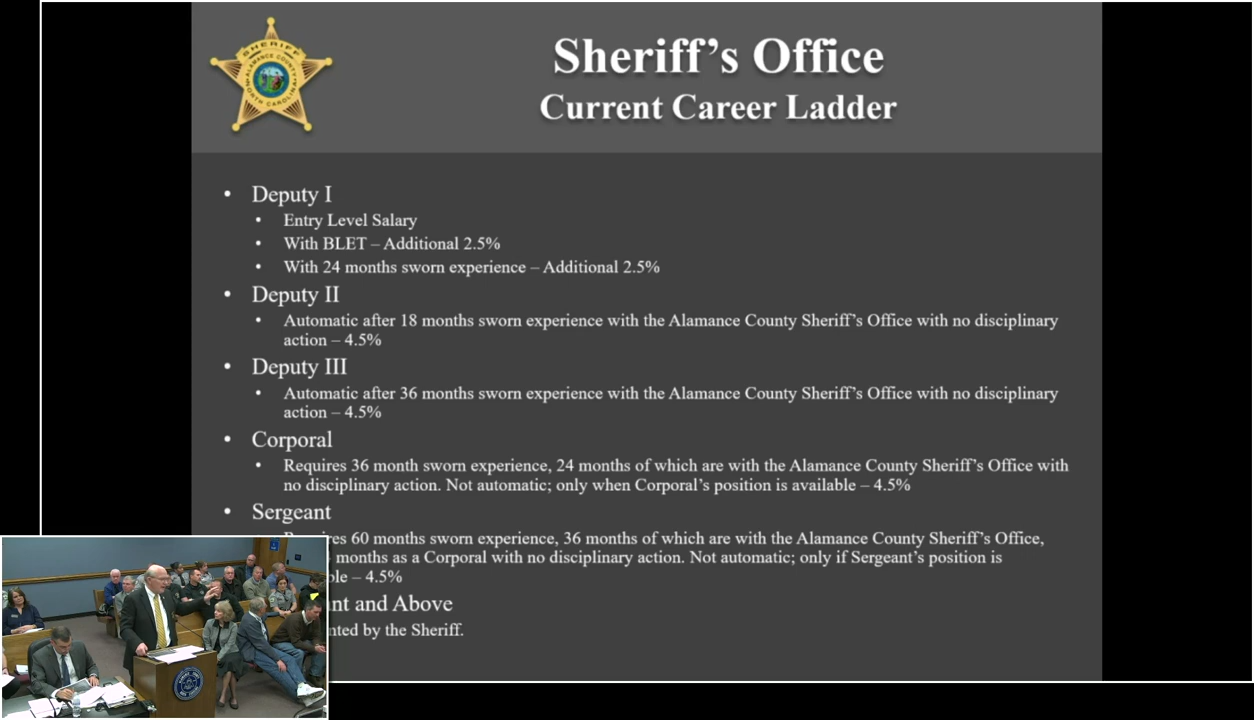 SHERIFF
ALAMANCE COUNTY
NORTH CAROLINA
Sheriff's Office
Current Career Ladder
• Deputy I
• Entry Level Salary
• With BLET – Additional 2.5%
• With 24 months sworn experience – Additional 2.5%
• Deputy II
• Automatic after 18 months sworn experience with the Alamance County Sheriff's Office with no disciplinary
action – 4.5%
• Deputy III
• Automatic after 36 months sworn experience with the Alamance County Sheriff's Office with no disciplinary
action – 4.5%
• Corporal
• Requires 36 month sworn experience, 24 months of which are with the Alamance County Sheriff's Office with
no disciplinary action. Not automatic; only when Corporal's position is available – 4.5%
• Sergeant
60 months sworn experience, 36 months of which are with the Alamance County Sheriff's Office,
months as a Corporal with no disciplinary action. Not automatic; only if Sergeant's position is
ble – 4.5%
nt and Above
nted by the Sheriff.